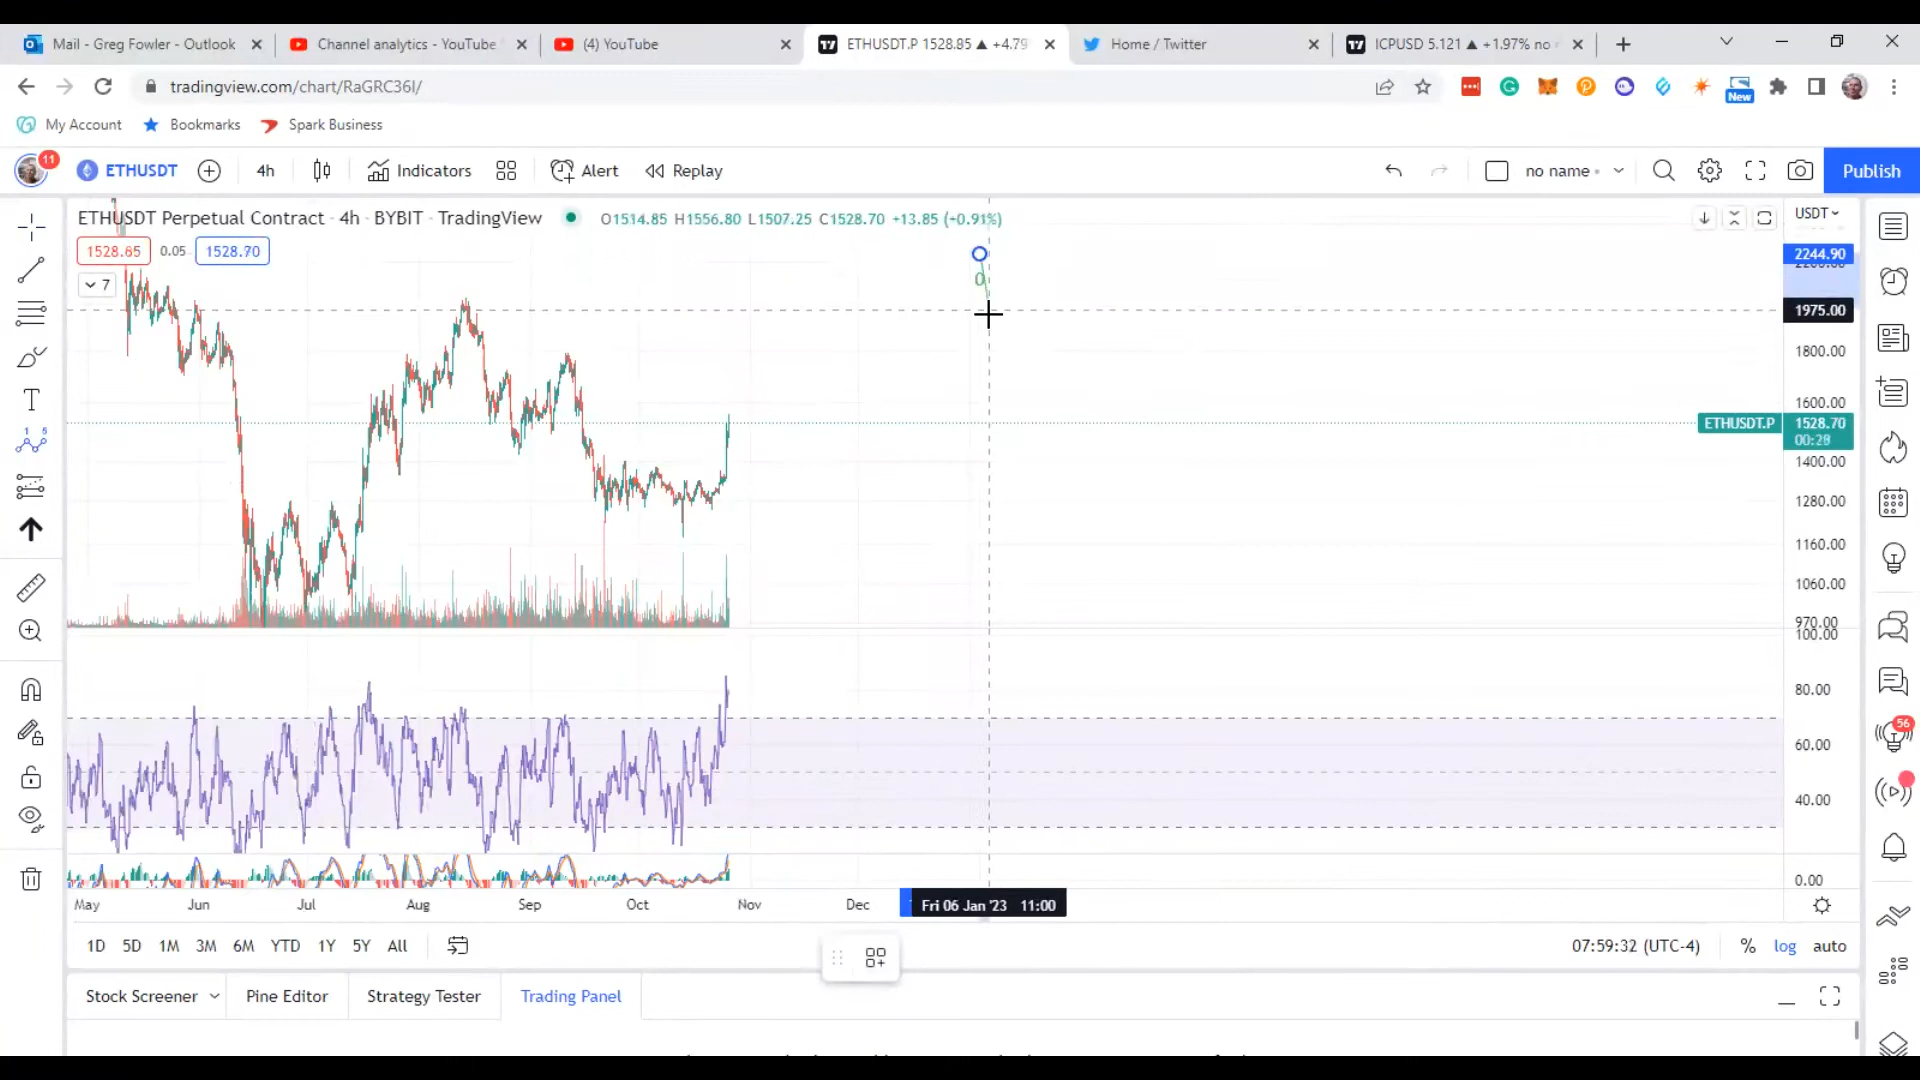 Mail - Greg Fowler - Outlook
Channel analytics - YouTube
(4) YouTube
ETHUSDT.P 1528.85 ▲ +4.79
Home / Twitter
ICPUSD 5.121 ▲ +1.97% no
tradingview.com/chart/RaGRC36I/
New
My Account
Bookmarks
Spark Business
11
ETHUSDT
4h
Indicators
Alert
Replay
no name
Publish
ETHUSDT Perpetual Contract · 4h · BYBIT · TradingView
O1514.85 H1556.80 L1507.25 C1528.70 +13.85 (+0.91%)
USDT
1528.65
0.05
1528.70
7
0
2244.90
1975.00
1800.00
1600.00
ETHUSDT.P
1528.70
00:28
1400.00
1280.00
1160.00
1060.00
970.00
100.00
80.00
60.00
40.00
0.00
56
May
Jun
Jul
Aug
Sep
Oct
Nov
Dec
Fri 06 Jan '23 11:00
1D
5D
1M
3M
6M
YTD
1Y
5Y
All
07:59:32 (UTC-4)
%
log
auto
Stock Screener
Pine Editor
Strategy Tester
Trading Panel